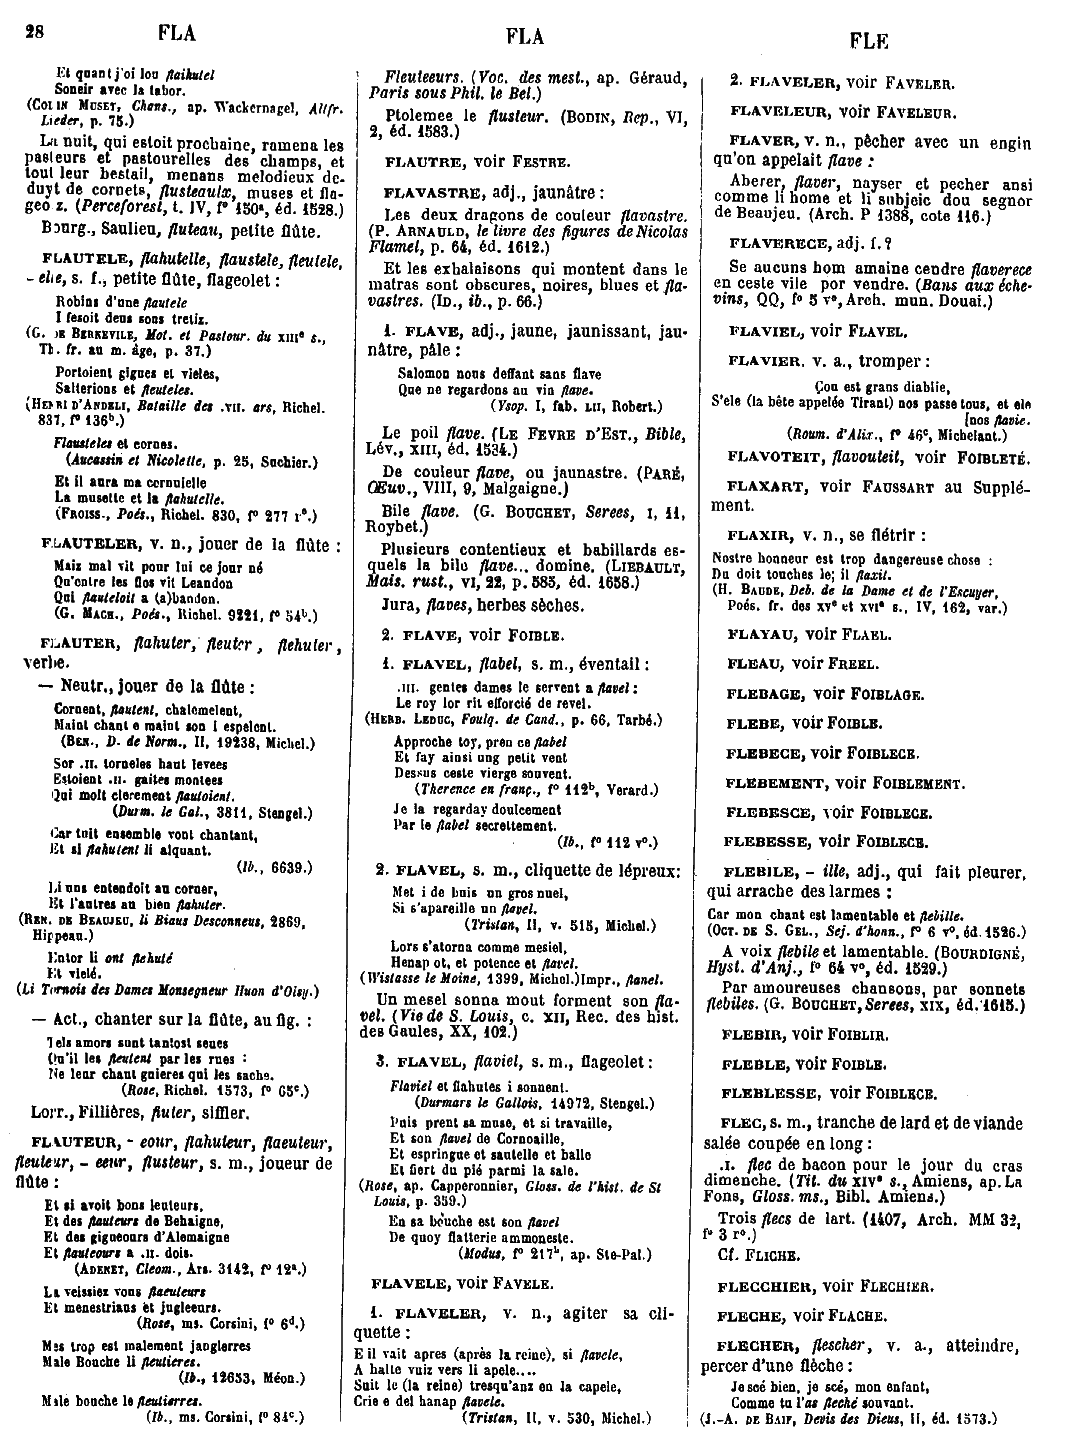 28
FLA
FLA
FLE
Et quant j'oi lou flaihutel
Soneir avec la tabor.
(COLIN MUSET, Chans., ap. Wackernagel, Altfr.
Lieder, p. 75.)
La nuit, qui estoit prochaine, ramena les
pasteurs et pastourelles des champs, et
tout leur bestail, menans melodieux de-
duyt de cornets, flusteaulx, muses et fla-
geoz. (Perceforest, t. IV, f° 150ᵃ, éd. 1528.)
Bourg., Saulieu, fluteau, petite flûte.
FLAUTELE, flahutelle, flaustele, fleutele,
- elie, s. f., petite flûte, flageolet :
Robins d'une flautele
I fesoit deus sons tretiz.
(G. DE BERNEVILE, Mot. et Pastour. du XIIIᵉ s.,
Th. fr. au m. âge, p. 37.)
Portoient gigues et vieles,
Salterions et fleuteles.
(HENRI D'ANDELI, Bataille des .VII. ars, Richel.
837, f° 136ᵇ.)
Flausteles et cornes.
(Aucassin et Nicolette, p. 25, Suchier.)
Et il aura ma cornuielle
La musette et la flahutelle.
(FROISS., Poés., Richel. 830, f° 277 r°.)
FLAUTELER, v. n., jouer de la flûte :
Maiz mal vit pour lui ce jour né
Qu'entre les flos vit Leandon
Qui flauteloit a (a)bandon.
(G. MACH., Poés., Richel. 9221, f° 54ᵇ.)
FLAUTER, flahuter, fleuter, flehuter,
verbe.
— Neutr., jouer de la flûte :
Cornent, flautent, chalemelent,
Maint chant e maint son i espelent.
(BEN., D. de Norm., II, 19238, Michel.)
Sor .II. torneles haut levees
Estoient .II. gaites montees
Qui molt clerement flautoient.
(Durm. le Gal., 3811, Stengel.)
Car tuit ensemble vont chantant,
Et si flahutent li alquant.
(Ib., 6639.)
Li uns entendoit au corner,
Et l'autres au bien flahuter.
(REN. DE BEAUJEU, li Biaus Desconneus, 2869,
Hippeau.)
Entor li ont flehuté
Et vielé.
(Li Tornois des Dames Monsegneur Huon d'Oisy.)
— Act., chanter sur la flûte, au fig. :
Tels amors sunt tantost seues
Qu'il les fleutent par les rues :
Ne leur chaut gaieres qui les sache.
(Rose, Richel. 1573, f° 65ᶜ.)
Lorr., Fillières, fluter, siffler.
FLAUTEUR, - eour, flahuteur, flaeuteur,
fleuteur, - eeur, flusteur, s. m., joueur de
flûte :
Et si avoit bons leuteurs,
Et des flauteurs de Behaigne,
Et des gigueours d'Alemaigne
Et flauteours a .II. dois.
(ADENET, Cleom., Ars. 3142, f° 12ᵃ.)
La veissiez vous flaeuteurs
Et menestriaus et jugleeurs.
(Rose, ms. Corsini, f° 6ᵈ.)
Mes trop est malement janglerres
Male Bouche li fleutieres.
(Ib., 12653, Méon.)
Male bouche le fleutierres.
(Ib., ms. Corsini, f° 84ᶜ.)
Fleuteeurs. (Voc. des mest., ap. Géraud,
Paris sous Phil. le Bel.)
Ptolemee le flusteur. (BODIN, Rep., VI,
2, éd. 1583.)
FLAUTRE, voir FESTRE.
FLAVASTRE, adj., jaunâtre :
Les deux dragons de couleur flavastre.
(P. ARNAULD, le livre des figures de Nicolas
Flamel, p. 64, éd. 1612.)
Et les exhalaisons qui montent dans le
matras sont obscures, noires, blues et fla-
vastres. (ID., ib., p. 66.)
1. FLAVE, adj., jaune, jaunissant, jau-
nâtre, pâle :
Salomon nous deffant sans flave
Que ne regardons au vin flave.
(Ysop. I, fab. LII, Robert.)
Le poil flave. (LE FEVRE D'EST., Bible,
Lév., XIII, éd. 1534.)
De couleur flave, ou jaunastre. (PARÉ,
Œuv., VIII, 9, Malgaigne.)
Bile flave. (G. BOUCHET, Serees, I, 11,
Roybet.)
Plusieurs contentieux et babillards es-
quels la bile flave... domine. (LIEBAULT,
Mais. rust., VI, 22, p. 585, éd. 1658.)
Jura, flaves, herbes sèches.
2. FLAVE, voir FOIBLE.
1. FLAVEL, flabel, s. m., éventail :
.III. gentes dames le servent a flavel :
Le roy lor rit efforcié de revel.
(HERB. LEDUC, Foulq. de Cand., p. 66, Tarbé.)
Approche toy, pren ce flabel
Et fay ainsi ung petit vent
Dessus ceste vierge souvent.
(Therence en franç., f° 112ᵇ, Verard.)
Je la regarday doulcement
Par le flabel secrettement.
(Ib., f° 112 v°.)
2. FLAVEL, s. m., cliquette de lépreux:
Met i de buis un gros nuel,
Si s'apareille un flavel.
(Tristan, II, v. 515, Michel.)
Lors s'atorna comme mesiel,
Henap ot, et potence et flavel.
(Wistasse le Moine, 1399, Michel.) Impr., flanel.
Un mesel sonna mout forment son fla-
vel. (Vie de S. Louis, c. XII, Rec. des hist.
des Gaules, XX, 102.)
3. FLAVEL, flaviel, s. m., flageolet :
Flaviel et flahutes i sonnent.
(Durmars le Gallois, 14972, Stengel.)
Puis prent sa muse, et si travaille,
Et son flavel de Cornoaille,
Et espringue et sautelle et balle
Et fiert du pié parmi la sale.
(Rose, ap. Capperonnier, Gloss. de l'hist. de St
Louis, p. 359.)
En sa bouche est son flavel
De quoy flatterie ammoneste.
(Modus, f° 217ᵇ, ap. Ste-Pal.)
FLAVELE, voir FAVELE.
1. FLAVELER, v. n., agiter sa cli-
quette :
E il vait apres (après la reine), si flavele,
A halte vuiz vers li apele....
Suit le (la reine) tresqu'anz en la capele,
Crie e del hanap flavele.
(Tristan, II, v. 530, Michel.)
2. FLAVELER, voir FAVELER.
FLAVELEUR, voir FAVELEUR.
FLAVER, v. n., pêcher avec un engin
qu'on appelait flave :
Aberer, flaver, nayser et pecher ansi
comme li home et li subjeic dou segnor
de Beaujeu. (Arch. P 1388, cote 116.)
FLAVERECE, adj. f.?
Se aucuns hom amaine cendre flaverece
en ceste vile por vendre. (Bans aux éche-
vins, QQ, f° 5 v°, Arch. mun. Douai.)
FLAVIEL, voir FLAVEL.
FLAVIER. v. a., tromper :
Çou est grans diablie,
S'ele (la bête appelée Tirant) nos passe tous, et ele
[nos flavie.
(Roum. d'Alix., f° 46ᶜ, Michelant.)
FLAVOTEIT, flavouteit, voir FOIBLETÉ.
FLAXART, voir FAUSSART au Supplé-
ment.
FLAXIR, v. n., se flétrir :
Nostre honneur est trop dangereuse chose :
Du doit touches le; il flaxit.
(H. BAUDE, Deb. de la Dame et de l'Escuyer,
Poés. fr. des XVᵉ et XVIᵉ s., IV, 162, var.)
FLAYAU, voir FLAEL.
FLEAU, voir FREEL.
FLEBAGE, voir FOIBLAGE.
FLEBE, voir FOIBLE.
FLEBECE, voir FOIBLECE.
FLEBEMENT, voir FOIBLEMENT.
FLEBESCE, voir FOIBLECE.
FLEBESSE, voir FOIBLECE.
FLEBILE, - ille, adj., qui fait pleurer,
qui arrache des larmes :
Car mon chant est lamentable et flebille.
(OCT. DE S. GEL., Sej. d'honn., f° 6 v°, éd. 1526.)
A voix flebile et lamentable. (BOURDIGNÉ,
Hyst. d'Anj., f° 64 v°, éd. 1529.)
Par amoureuses chansons, par sonnets
flebiles. (G. BOUCHET, Serees, XIX, éd. 1615.)
FLEBIR, voir FOIBLIR.
FLEBLE, voir FOIBLE.
FLEBLESSE, voir FOIBLECE.
FLEC, s. m., tranche de lard et de viande
salée coupée en long :
.I. flec de bacon pour le jour du cras
dimenche. (Tit. du XIVᵉ s., Amiens, ap. LA
FONS, Gloss. ms., Bibl. Amiens.)
Trois flecs de lart. (1407, Arch. MM 32,
f° 3 r°.)
Cf. FLICHE.
FLECCHIER, voir FLECHIER.
FLECHE, voir FLACHE.
FLECHER, flescher, v. a., atteindre,
percer d'une flèche :
Je scé bien, je scé, mon enfant,
Comme tu l'as fleché souvant.
(J.-A. DE BAIF, Devis des Dieus, II, éd. 1573.)